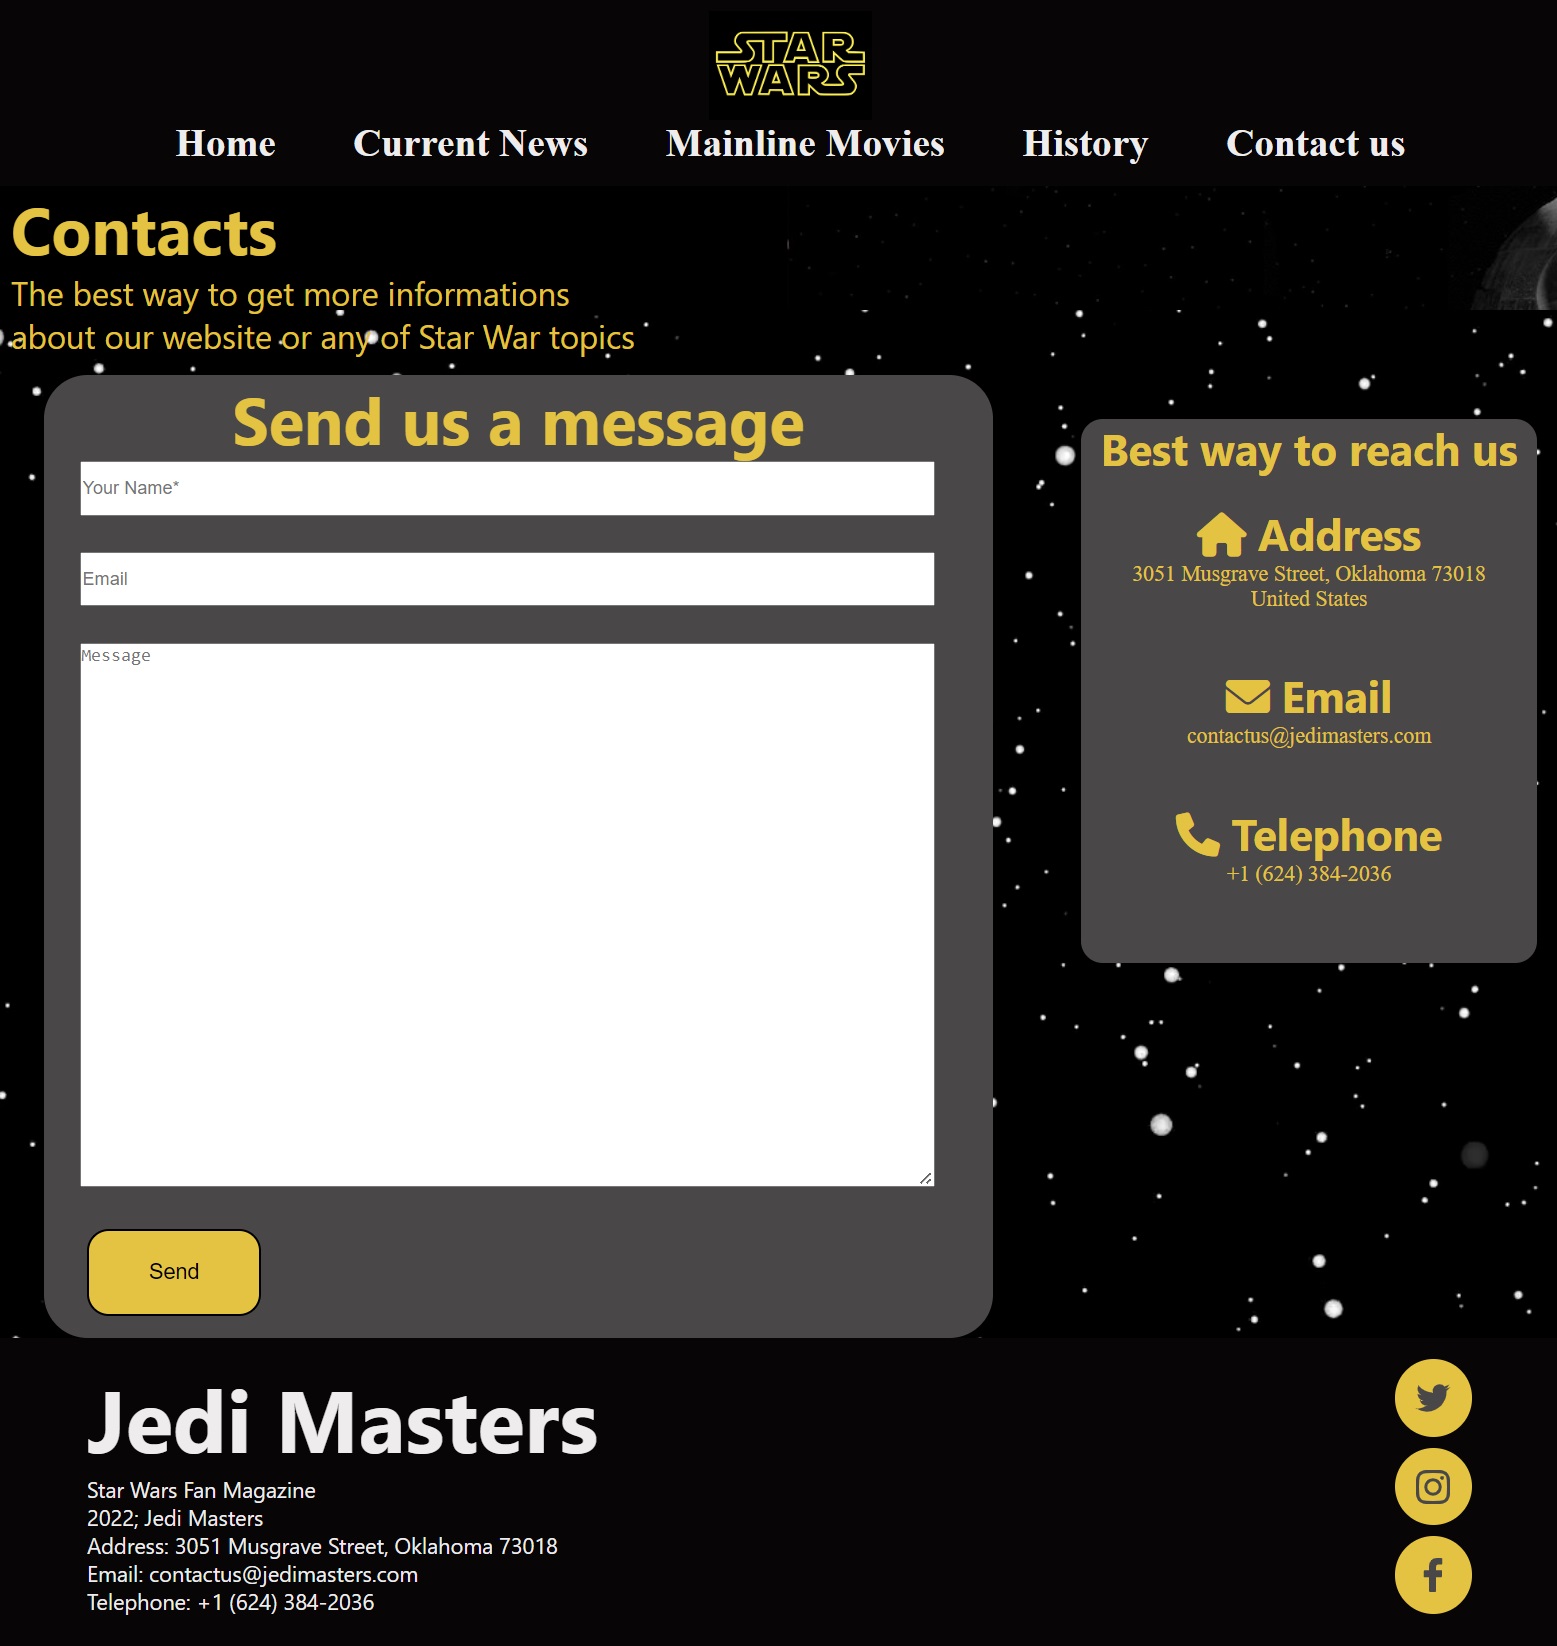 STAR
WARS
Home Current News Mainline Movies History Contact us
Contacts
The best way to get more informations
about our website or any of Star War topics
Send us a message
Your Name*
Email
Message
Send
Best way to reach us
Address
3051 Musgrave Street, Oklahoma 73018
United States
Email
contactus@jedimasters.com
Telephone
+1 (624) 384-2036
Jedi Masters
Star Wars Fan Magazine
2022; Jedi Masters
Address: 3051 Musgrave Street, Oklahoma 73018
Email: contactus@jedimasters.com
Telephone: +1 (624) 384-2036